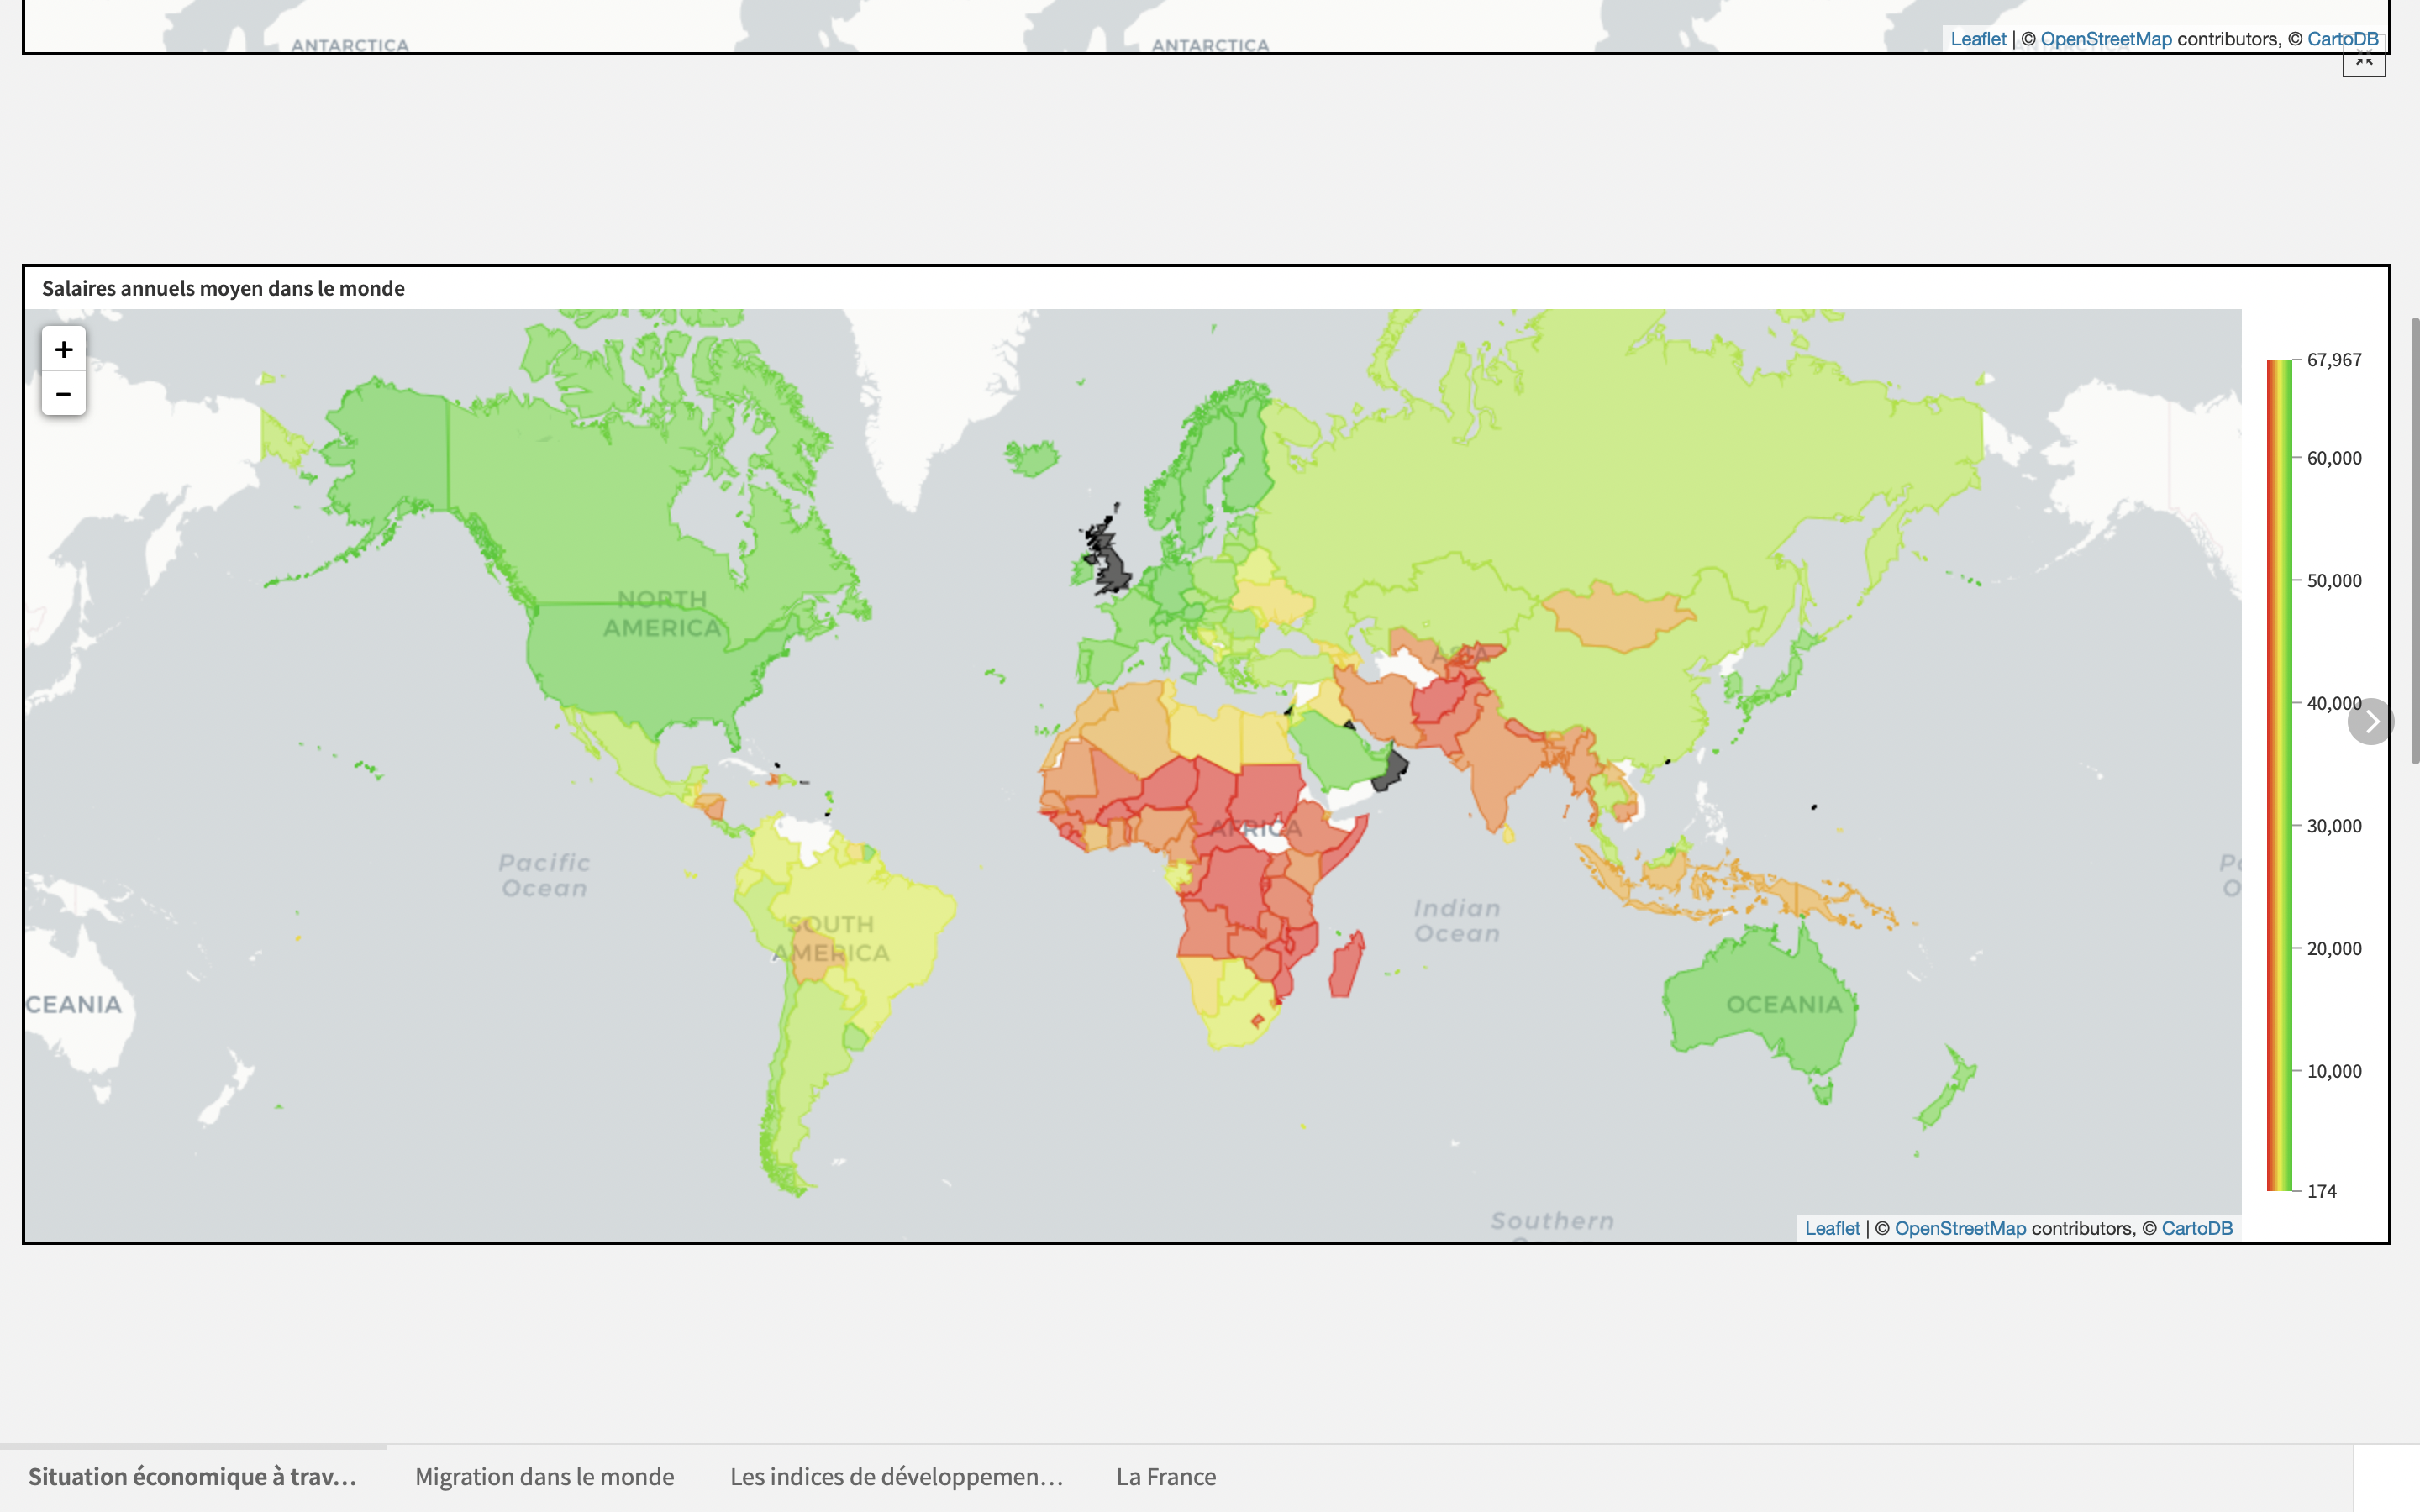 ANTARCTICA
ANTARCTICA
Leaflet | © OpenStreetMap contributors, © CartoDB
Salaires annuels moyen dans le monde
+
−
NORTH
AMERICA
ASIA
AFRICA
Pacific
Ocean
SOUTH
AMERICA
Indian
Ocean
CEANIA
OCEANIA
Southern
P
O
67,967
60,000
50,000
40,000
30,000
20,000
10,000
174
Leaflet | © OpenStreetMap contributors, © CartoDB
Situation économique à trav…
Migration dans le monde
Les indices de développemen…
La France